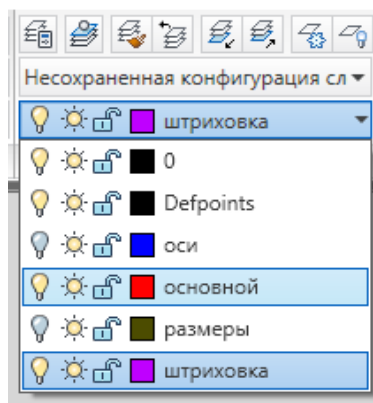 Несохраненная конфигурация сл
штриховка
0
Defpoints
оси
основной
размеры
штриховка